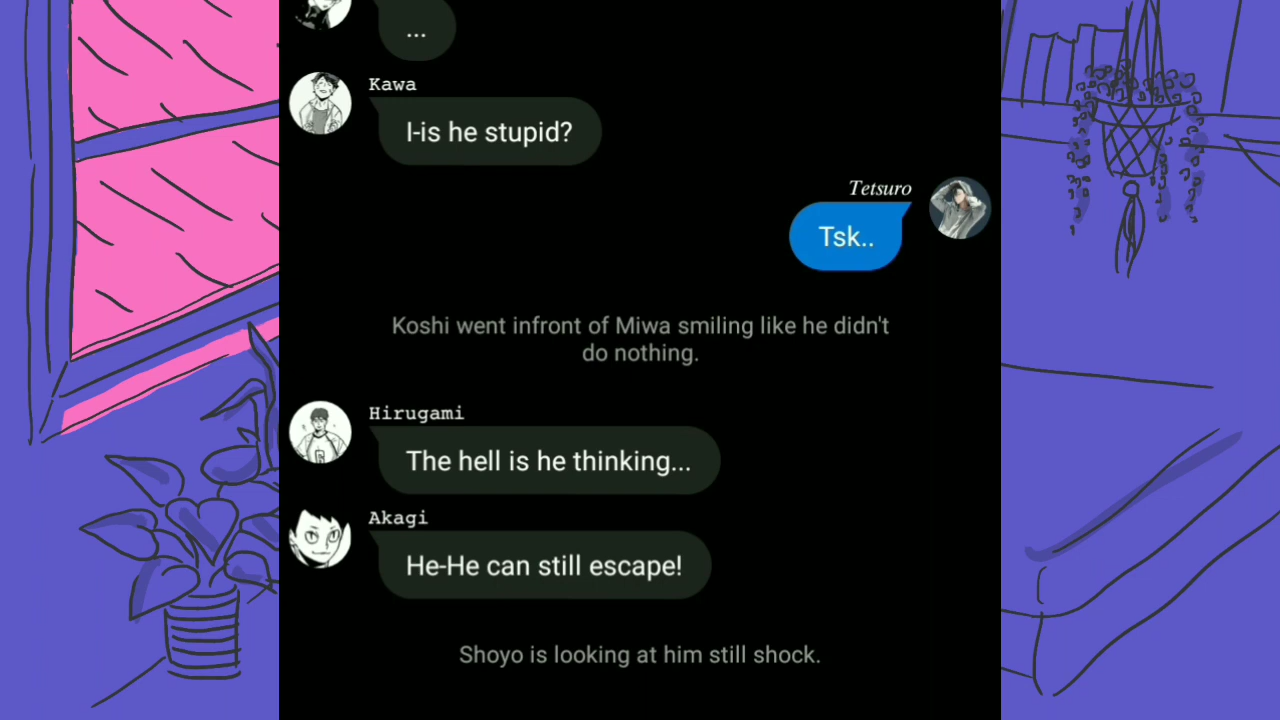 ...
Kawa
I-is he stupid?
Tetsuro
Tsk..
Koshi went infront of Miwa smiling like he didn't
do nothing.
Hirugami
The hell is he thinking...
Akagi
He-He can still escape!
Shoyo is looking at him still shock.